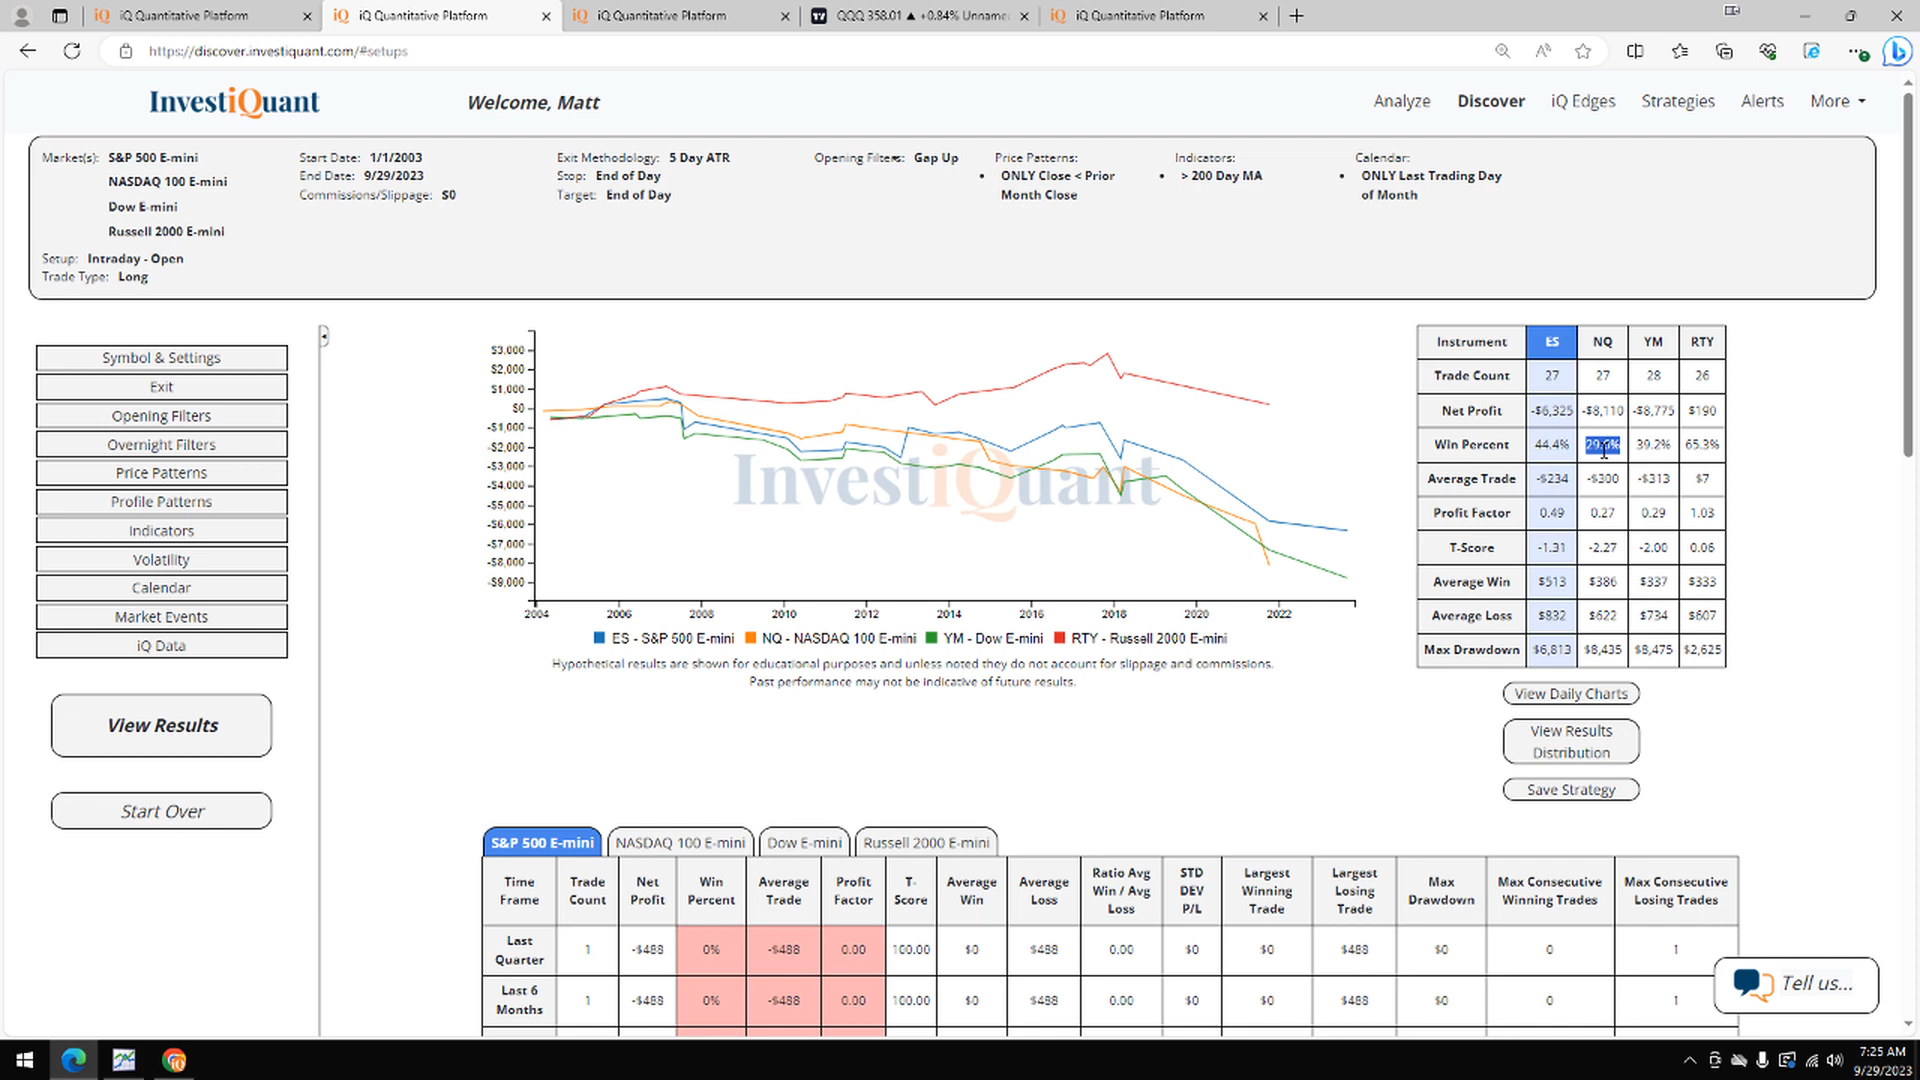 iQ Quantitative Platform
iQ Quantitative Platform
iQ Quantitative Platform
QQQ 358.01 ▲ +0.84% Unname
iQ Quantitative Platform
https://discover.investiquant.com/#setups
InvestiQuant
Welcome, Matt
Analyze
Discover
iQ Edges
Strategies
Alerts
More
Market(s): S&P 500 E-mini
NASDAQ 100 E-mini
Dow E-mini
Russell 2000 E-mini
Setup: Intraday - Open
Trade Type: Long
Start Date: 1/1/2003
End Date: 9/29/2023
Commissions/Slippage: $0
Exit Methodology: 5 Day ATR
Stop: End of Day
Target: End of Day
Opening Filters: Gap Up
Price Patterns:
• ONLY Close < Prior
Month Close
Indicators:
• > 200 Day MA
Calendar:
• ONLY Last Trading Day
of Month
Symbol & Settings
Exit
Opening Filters
Overnight Filters
Price Patterns
Profile Patterns
Indicators
Volatility
Calendar
Market Events
iQ Data
View Results
Start Over
$3,000
$2,000
$1,000
$0
-$1,000
-$2,000
-$3,000
-$4,000
-$5,000
-$6,000
-$7,000
-$8,000
-$9,000
InvestiQuant
2004 2006 2008 2010 2012 2014 2016 2018 2020 2022
ES - S&P 500 E-mini NQ - NASDAQ 100 E-mini YM - Dow E-mini RTY - Russell 2000 E-mini
Hypothetical results are shown for educational purposes and unless noted they do not account for slippage and commissions.
Past performance may not be indicative of future results.
Instrument ES NQ YM RTY
Trade Count 27 27 28 26
Net Profit -$6,325 -$8,110 -$8,775 $190
Win Percent 44.4% 39.2% 65.3%
Average Trade -$234 -$300 -$313 $7
Profit Factor 0.49 0.27 0.29 1.03
T-Score -1.31 -2.27 -2.00 0.06
Average Win $513 $386 $337 $333
Average Loss $832 $622 $734 $607
Max Drawdown $6,813 $8,435 $8,475 $2,625
View Daily Charts
View Results
Distribution
Save Strategy
S&P 500 E-mini NASDAQ 100 E-mini Dow E-mini Russell 2000 E-mini
Time Frame Trade Count Net Profit Win Percent Average Trade Profit Factor T-Score Average Win Average Loss Ratio Avg Win / Avg Loss STD DEV P/L Largest Winning Trade Largest Losing Trade Max Drawdown Max Consecutive Winning Trades Max Consecutive Losing Trades
Last Quarter 1 -$488 0% -$488 0.00 100.00 $0 $488 0.00 $0 $0 $488 $0 0 1
Last 6 Months 1 -$488 0% -$488 0.00 100.00 $0 $488 0.00 $0 $0 $488 $0 0 1
Tell us...
7:25 AM
9/29/2023